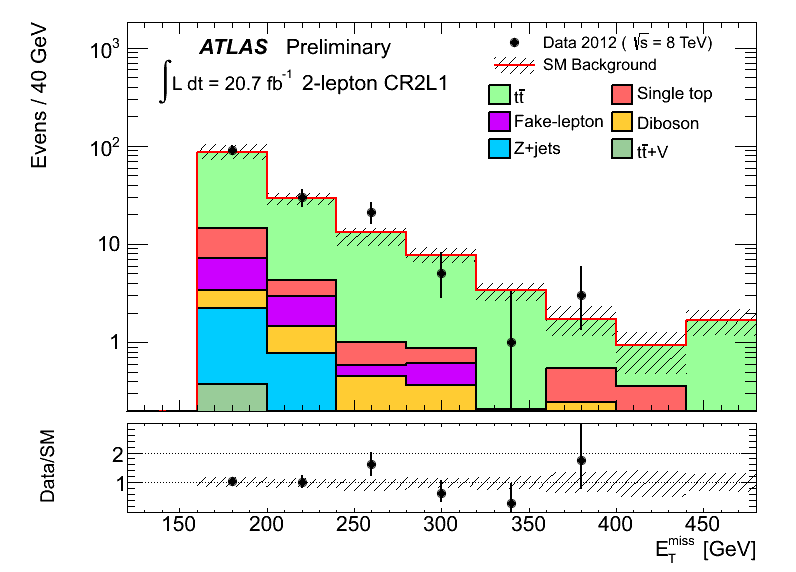 Evens / 40 GeV
10³
10²
10
1
ATLAS Preliminary
∫L dt = 20.7 fb⁻¹ 2-lepton CR2L1
Data 2012 ( √s = 8 TeV)
SM Background
tt̄ Single top
Fake-lepton Diboson
Z+jets tt̄+V
Data/SM
2
1
150 200 250 300 350 400 450
E_T^miss [GeV]